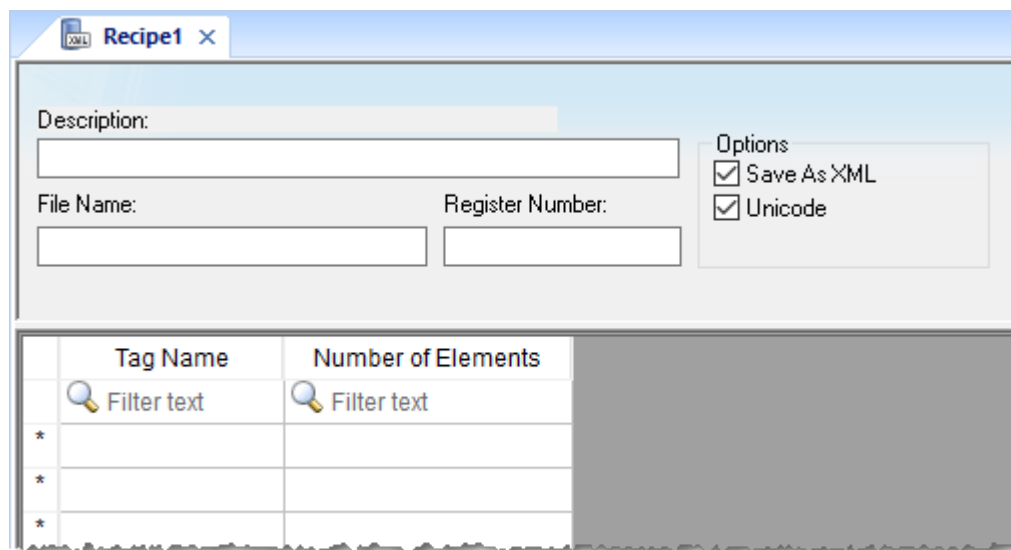 XML Recipe1
Description:
Options
Save As XML
File Name:
Register Number:
Unicode
Tag Name
Number of Elements
Filter text
Filter text
*
*
*